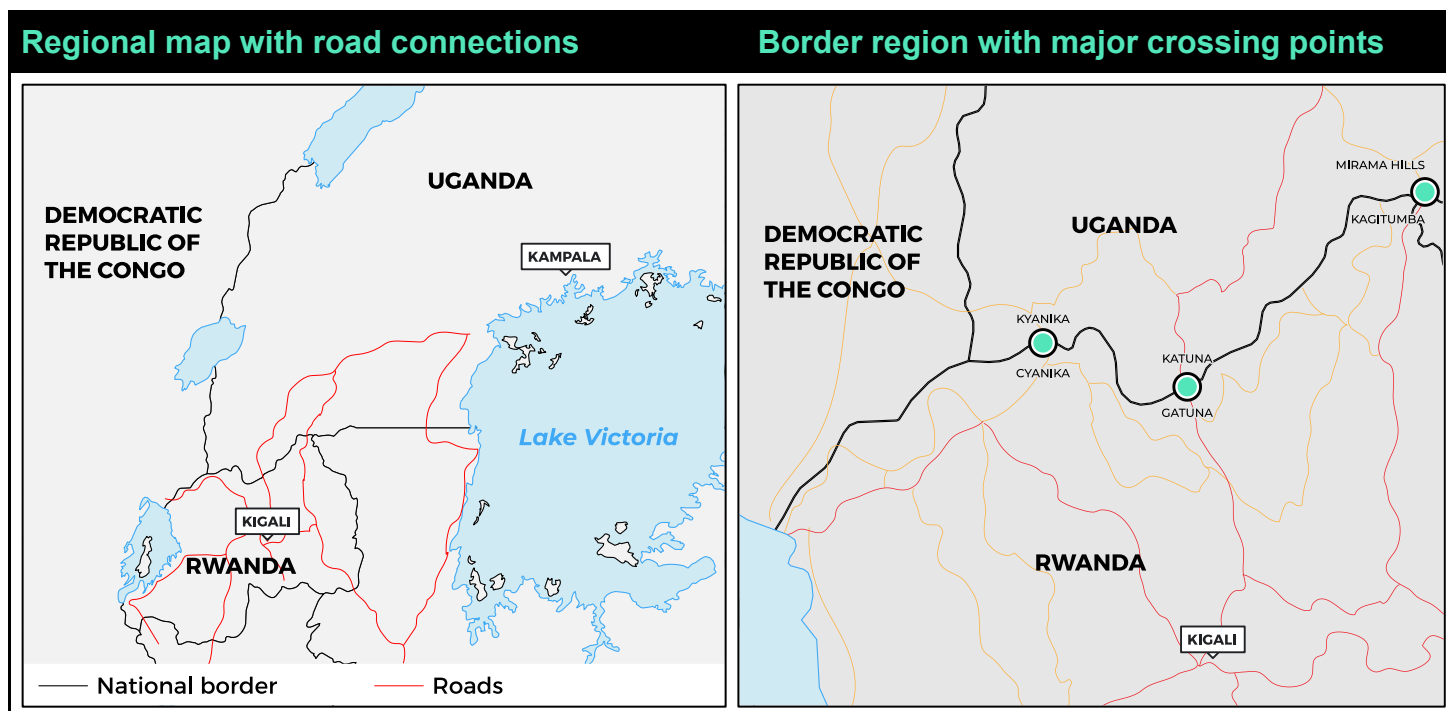 Regional map with road connections
UGANDA
DEMOCRATIC
REPUBLIC OF
THE CONGO
KAMPALA
Lake Victoria
KIGALI
RWANDA
National border
Roads
Border region with major crossing points
MIRAMA HILLS
KAGITUMBA
UGANDA
DEMOCRATIC
REPUBLIC OF
THE CONGO
KYANIKA
CYANIKA
KATUNA
GATUNA
RWANDA
KIGALI